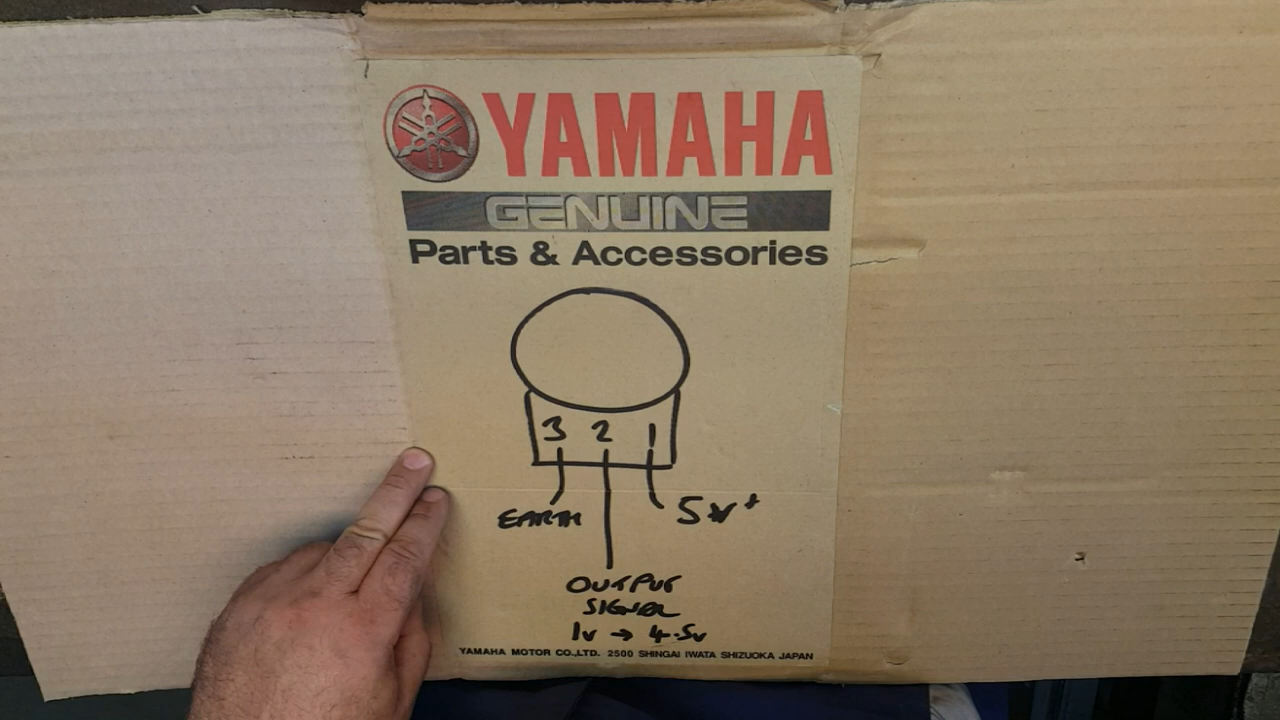 YAMAHA
GENUINE
Parts & Accessories
3 2 1
EARTH 5v+
OUTPUT
SIGNAL
1v → 4.5v
YAMAHA MOTOR CO.,LTD. 2500 SHINGAI IWATA SHIZUOKA JAPAN